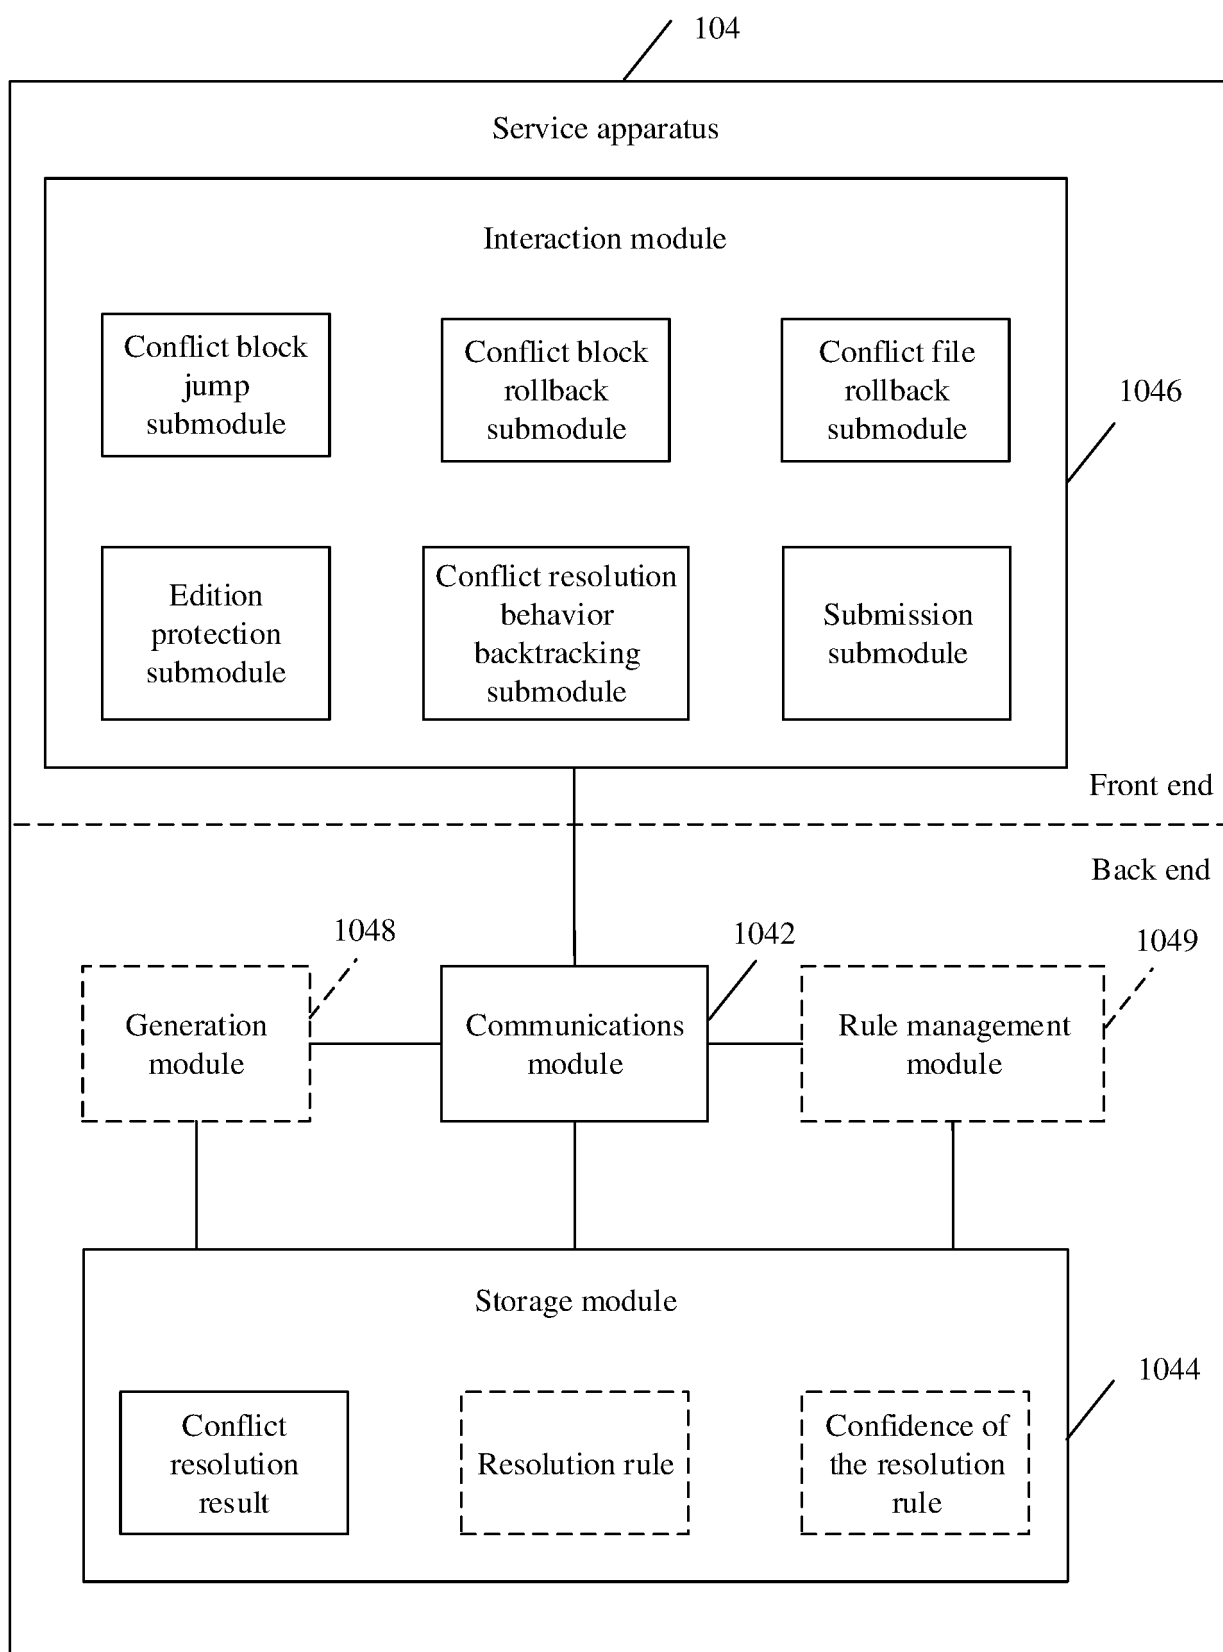 104
Service apparatus
Interaction module
Conflict block
jump
submodule
Conflict block
rollback
submodule
Conflict file
rollback
submodule
1046
Edition
protection
submodule
Conflict resolution
behavior
backtracking
submodule
Submission
submodule
Front end
Back end
1048
1042
1049
Generation
module
Communications
module
Rule management
module
Storage module
1044
Conflict
resolution
result
Resolution rule
Confidence of
the resolution
rule